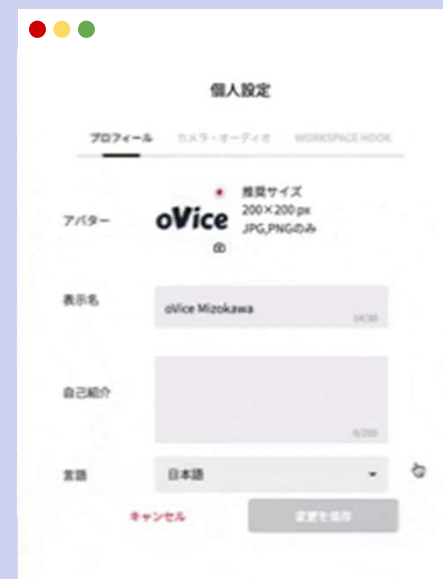 個人設定
プロフィール カメラ・オーディオ WORKSPACE HOOK
アバター
oVice
推奨サイズ
200×200 px
JPG,PNGのみ
表示名
oVice Mizokawa
14/30
自己紹介
0/250
言語
日本語
キャンセル
変更を保存